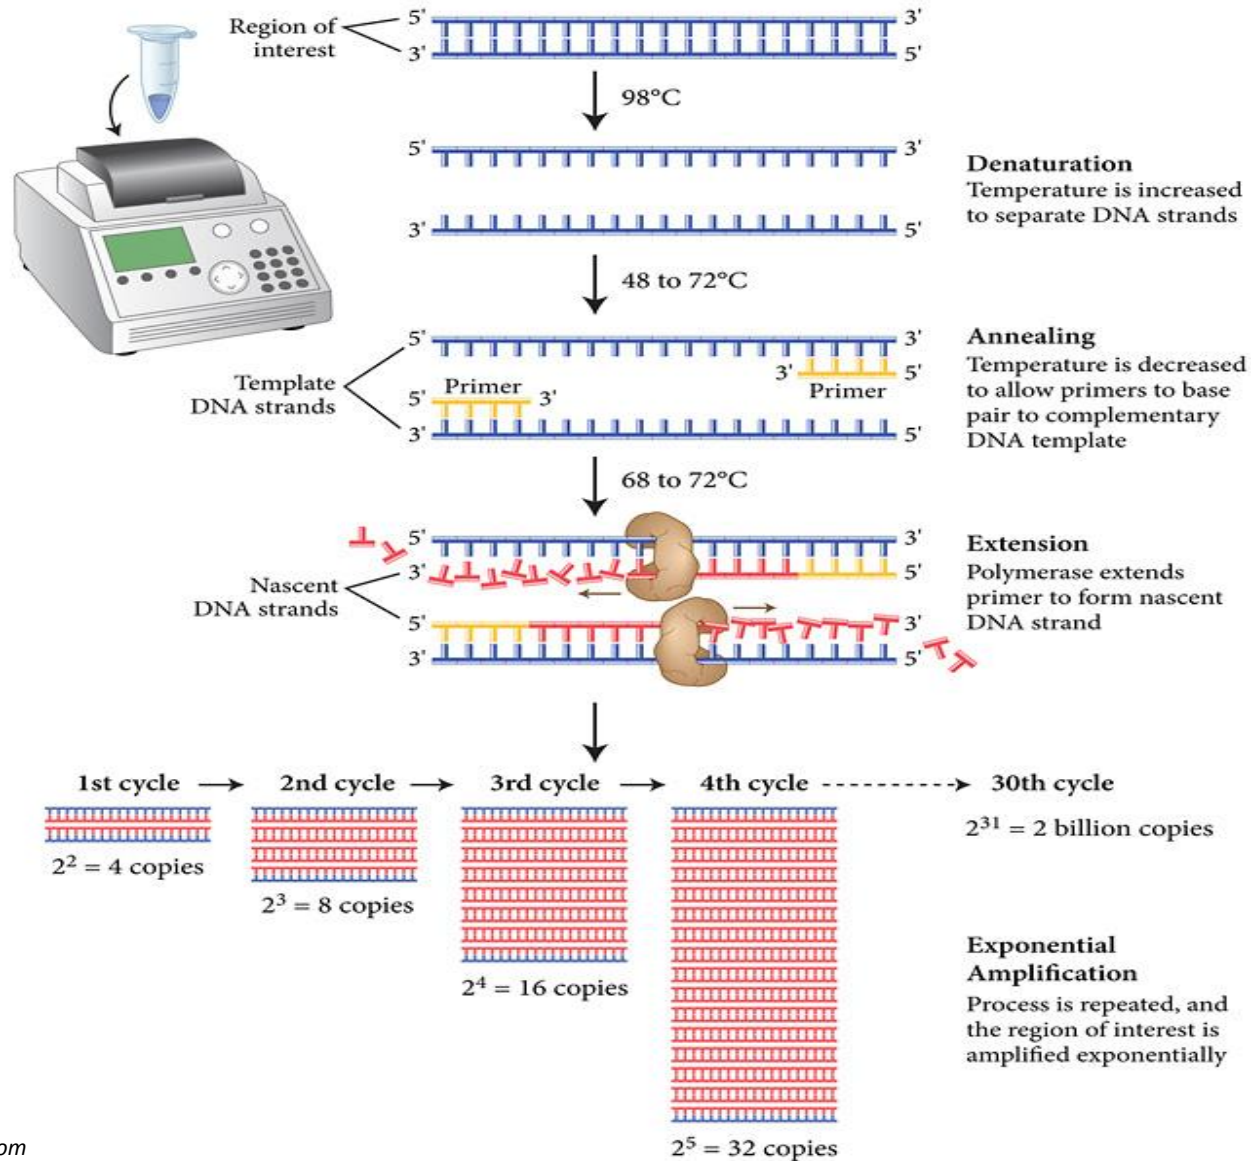 Region of
interest
5' 3'
3' 5'
98°C
5' 3'
3' 5'
Denaturation
Temperature is increased
to separate DNA strands
48 to 72°C
Template
DNA strands
5' 3'
3' 5'
Primer
Primer
5' 3'
3' 5'
Annealing
Temperature is decreased
to allow primers to base
pair to complementary
DNA template
68 to 72°C
Nascent
DNA strands
5' 3'
3' 5'
5' 3'
3' 5'
Extension
Polymerase extends
primer to form nascent
DNA strand
1st cycle 2nd cycle 3rd cycle 4th cycle 30th cycle
2² = 4 copies
2³ = 8 copies
2⁴ = 16 copies
2⁵ = 32 copies
2³¹ = 2 billion copies
Exponential
Amplification
Process is repeated, and
the region of interest is
amplified exponentially